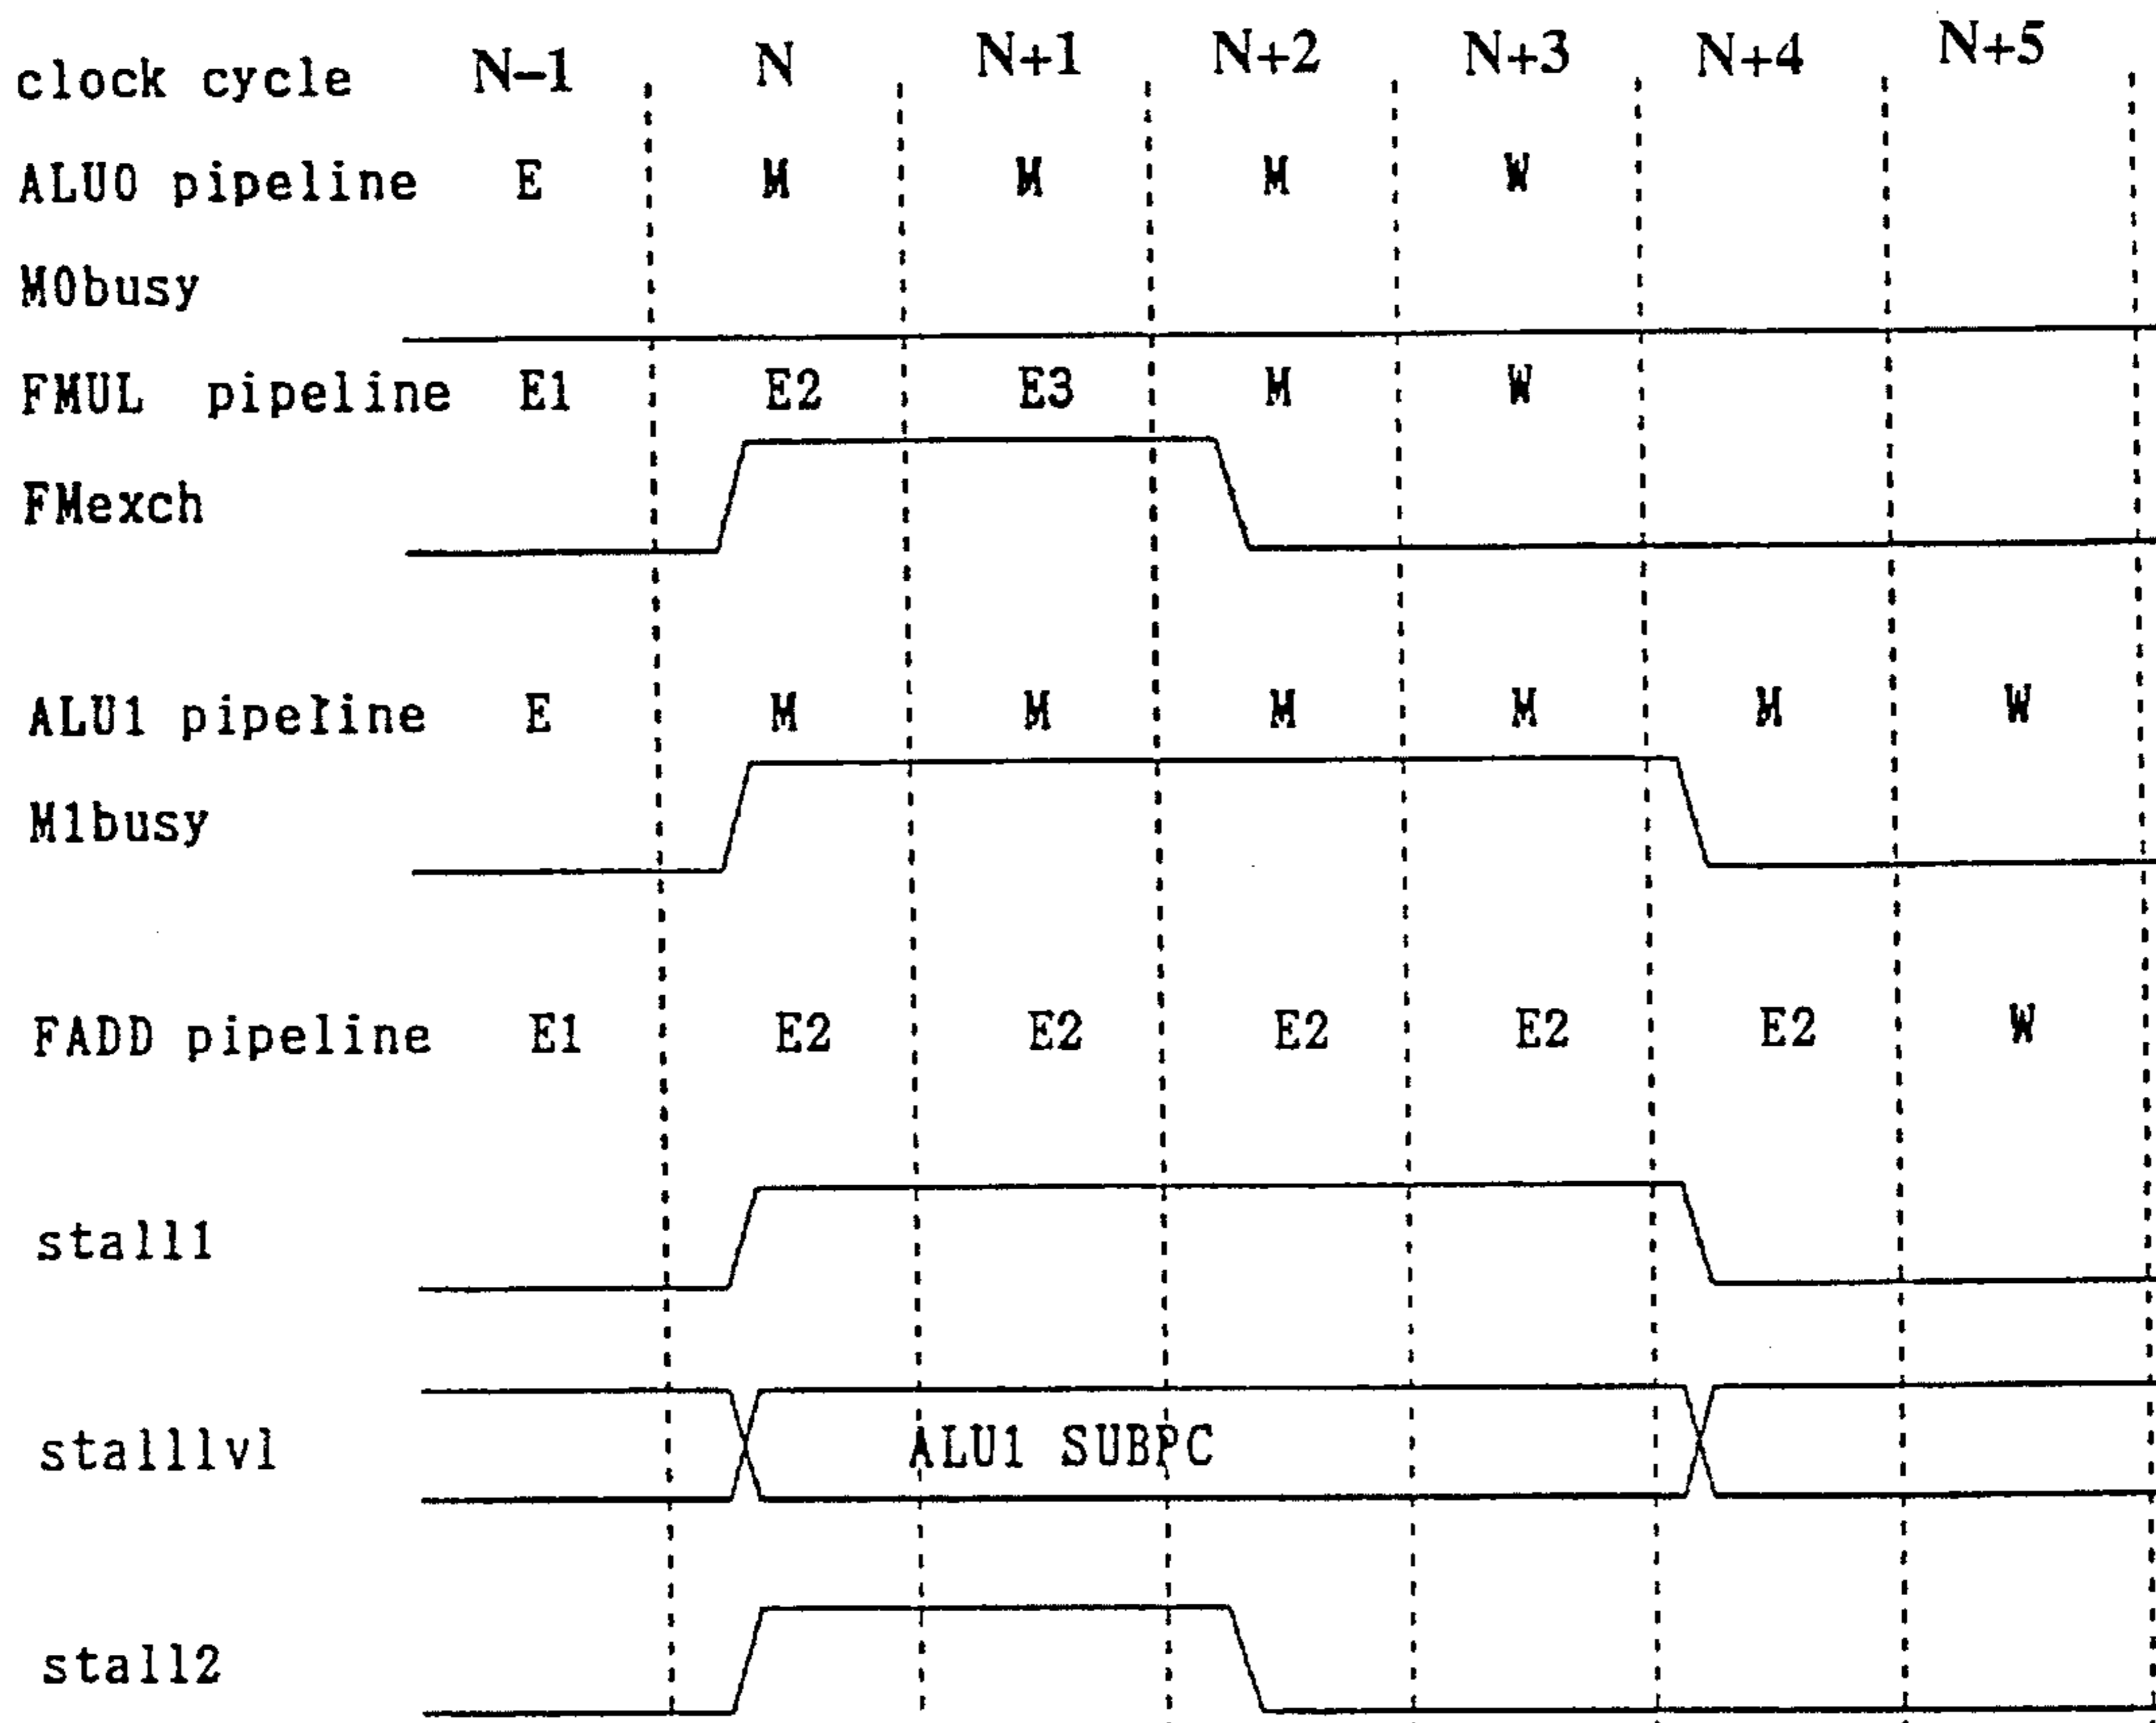 clock cycle N-1 N N+1 N+2 N+3 N+4 N+5
ALU0 pipeline E M M M W
M0busy
FMUL pipeline E1 E2 E3 M W
FMexch
ALU1 pipeline E M M M M M W
M1busy
FADD pipeline E1 E2 E2 E2 E2 E2 W
stall1
stalllvl ALU1 SUBPC
stall2